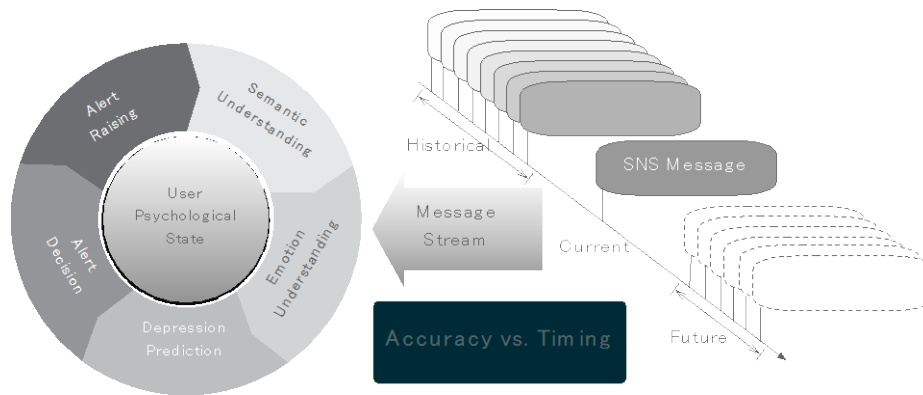 Alert
Raising
Semantic
Understanding
User
Psychological
State
Alert
Decision
Emotion
Understanding
Depression
Prediction
Message
Stream
Accuracy vs. Timing
Historical
SNS Message
Current
Future